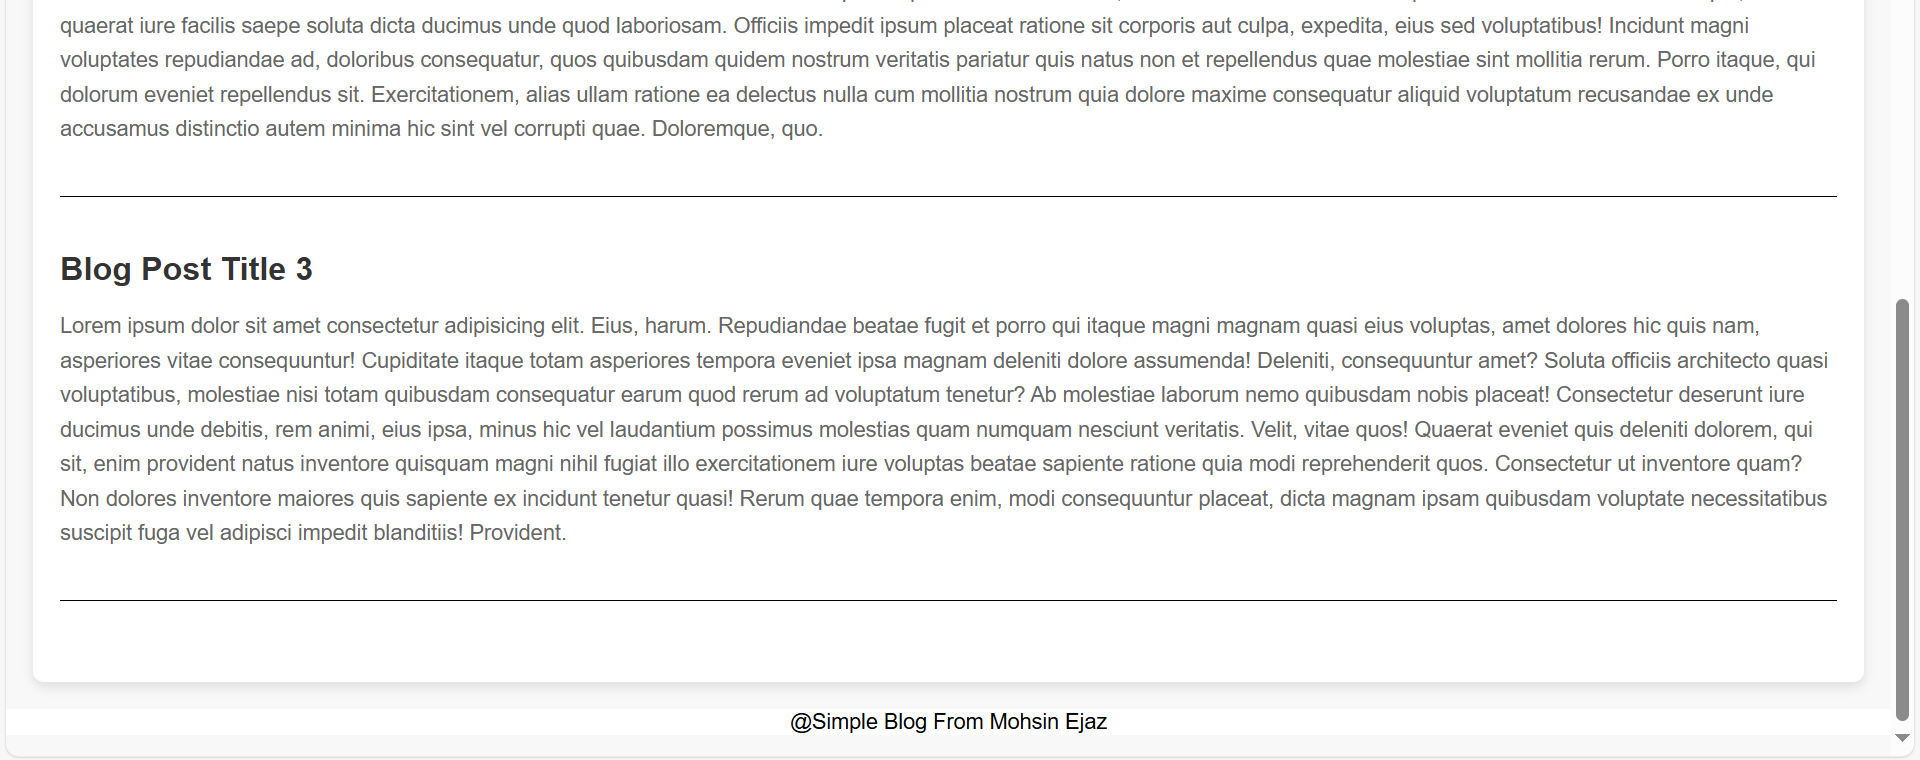 quaerat iure facilis saepe soluta dicta ducimus unde quod laboriosam. Officiis impedit ipsum placeat ratione sit corporis aut culpa, expedita, eius sed voluptatibus! Incidunt magni
voluptates repudiandae ad, doloribus consequatur, quos quibusdam quidem nostrum veritatis pariatur quis natus non et repellendus quae molestiae sint mollitia rerum. Porro itaque, qui
dolorum eveniet repellendus sit. Exercitationem, alias ullam ratione ea delectus nulla cum mollitia nostrum quia dolore maxime consequatur aliquid voluptatum recusandae ex unde
accusamus distinctio autem minima hic sint vel corrupti quae. Doloremque, quo.
Blog Post Title 3
Lorem ipsum dolor sit amet consectetur adipisicing elit. Eius, harum. Repudiandae beatae fugit et porro qui itaque magni magnam quasi eius voluptas, amet dolores hic quis nam,
asperiores vitae consequuntur! Cupiditate itaque totam asperiores tempora eveniet ipsa magnam deleniti dolore assumenda! Deleniti, consequuntur amet? Soluta officiis architecto quasi
voluptatibus, molestiae nisi totam quibusdam consequatur earum quod rerum ad voluptatum tenetur? Ab molestiae laborum nemo quibusdam nobis placeat! Consectetur deserunt iure
ducimus unde debitis, rem animi, eius ipsa, minus hic vel laudantium possimus molestias quam numquam nesciunt veritatis. Velit, vitae quos! Quaerat eveniet quis deleniti dolorem, qui
sit, enim provident natus inventore quisquam magni nihil fugiat illo exercitationem iure voluptas beatae sapiente ratione quia modi reprehenderit quos. Consectetur ut inventore quam?
Non dolores inventore maiores quis sapiente ex incidunt tenetur quasi! Rerum quae tempora enim, modi consequuntur placeat, dicta magnam ipsam quibusdam voluptate necessitatibus
suscipit fuga vel adipisci impedit blanditiis! Provident.
@Simple Blog From Mohsin Ejaz